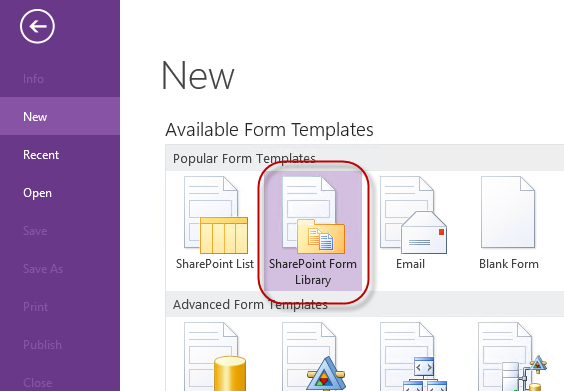 New
Info
New
Recent
Open
Save
Save As
Print
Publish
Close
Available Form Templates
Popular Form Templates
SharePoint List
SharePoint Form
Library
Email
Blank Form
Advanced Form Templates